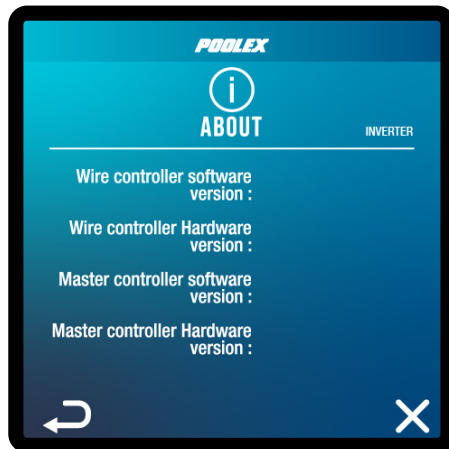 POOLEX
i
ABOUT
INVERTER
Wire controller software
version :
Wire controller Hardware
version :
Master controller software
version :
Master controller Hardware
version :